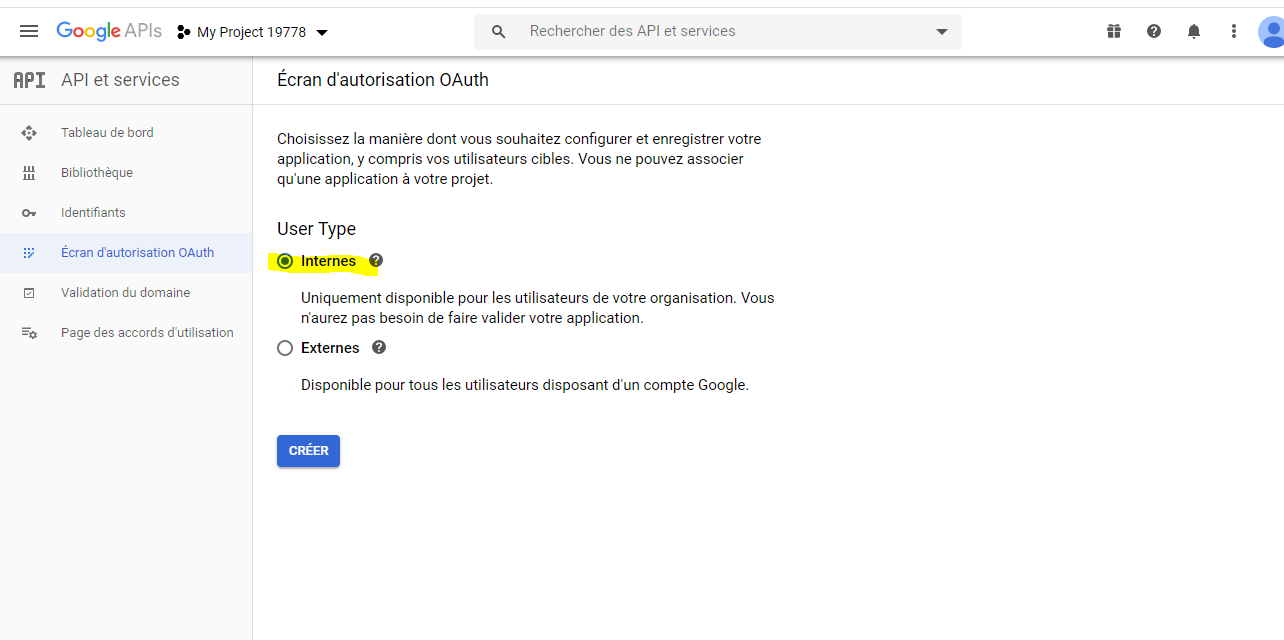 Google APIs My Project 19778 Rechercher des API et services
API API et services
Écran d'autorisation OAuth
Tableau de bord
Bibliothèque
Identifiants
Écran d'autorisation OAuth
Validation du domaine
Page des accords d'utilisation
Choisissez la manière dont vous souhaitez configurer et enregistrer votre
application, y compris vos utilisateurs cibles. Vous ne pouvez associer
qu'une application à votre projet.
User Type
Internes
Uniquement disponible pour les utilisateurs de votre organisation. Vous
n'aurez pas besoin de faire valider votre application.
Externes
Disponible pour tous les utilisateurs disposant d'un compte Google.
CRÉER